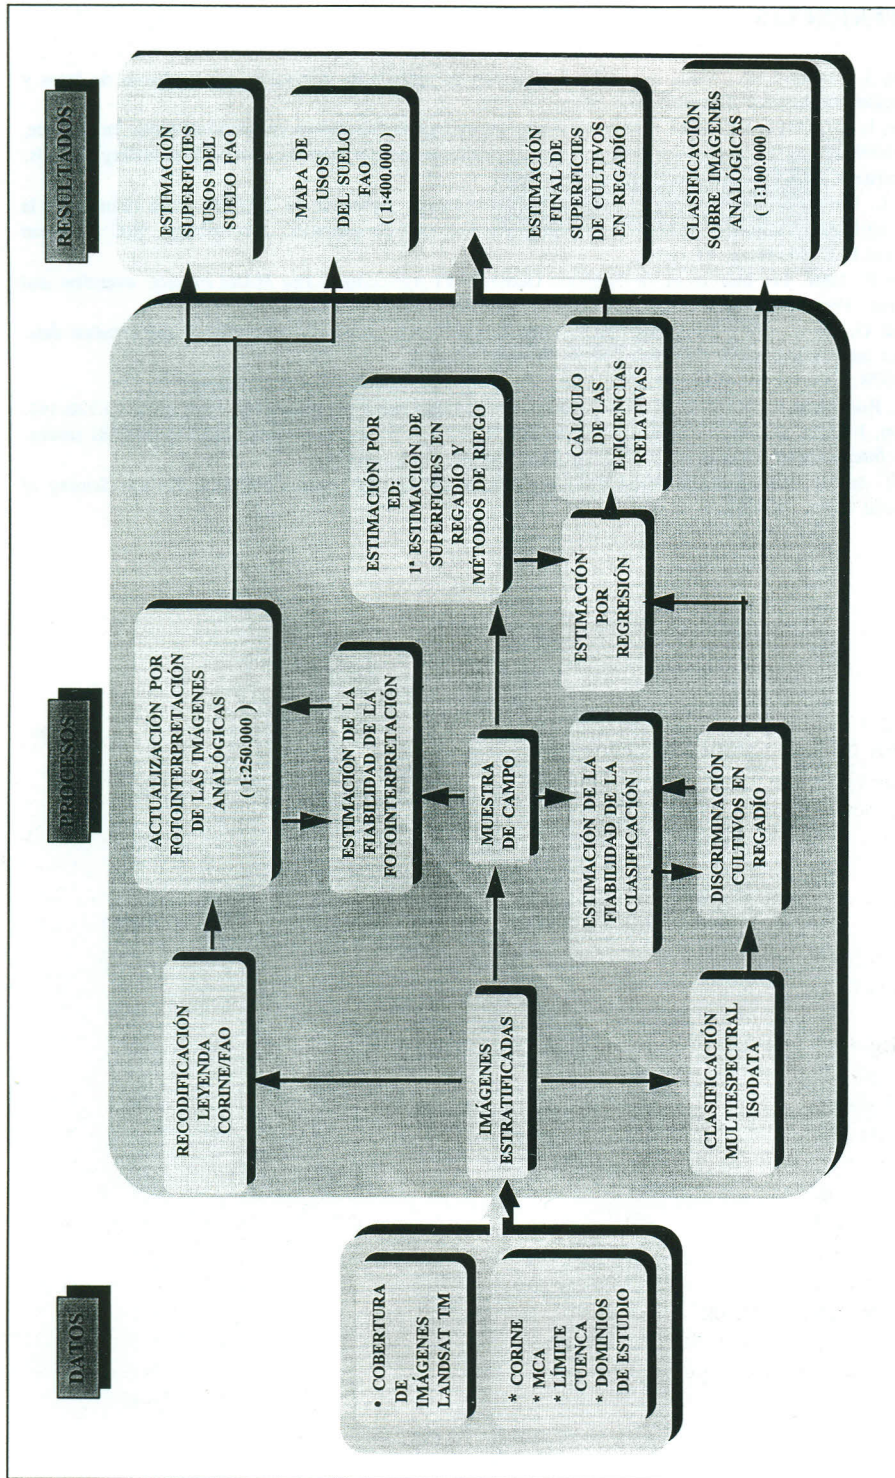 DATOS
• COBERTURA
DE
IMÁGENES
LANDSAT TM
* CORINE
* MCA
* LÍMITE
CUENCA
* DOMINIOS
DE ESTUDIO
PROCESOS
RECODIFICACIÓN
LEYENDA
CORINE/FAO
IMÁGENES
ESTRATIFICADAS
CLASIFICACIÓN
MULTIESPECTRAL
ISODATA
ACTUALIZACIÓN POR
FOTOINTERPRETACIÓN
DE LAS IMÁGENES
ANALÓGICAS
( 1:250.000 )
ESTIMACIÓN DE LA
FIABILIDAD DE LA
FOTOINTERPRETACIÓN
MUESTRA
DE CAMPO
ESTIMACIÓN DE LA
FIABILIDAD DE LA
CLASIFICACIÓN
DISCRIMINACIÓN
CULTIVOS EN
REGADÍO
ESTIMACIÓN POR
ED:
1ª ESTIMACIÓN DE
SUPERFICIES EN
REGADÍO Y
MÉTODOS DE RIEGO
ESTIMACIÓN
POR
REGRESIÓN
CÁLCULO
DE LAS
EFICIENCIAS
RELATIVAS
RESULTADOS
ESTIMACIÓN
SUPERFICIES
USOS DEL
SUELO FAO
MAPA DE
USOS
DEL SUELO
FAO
( 1:400.000 )
ESTIMACIÓN
FINAL DE
SUPERFICIES
DE CULTIVOS
EN REGADÍO
CLASIFICACIÓN
SOBRE IMÁGENES
ANALÓGICAS
( 1:100.000 )